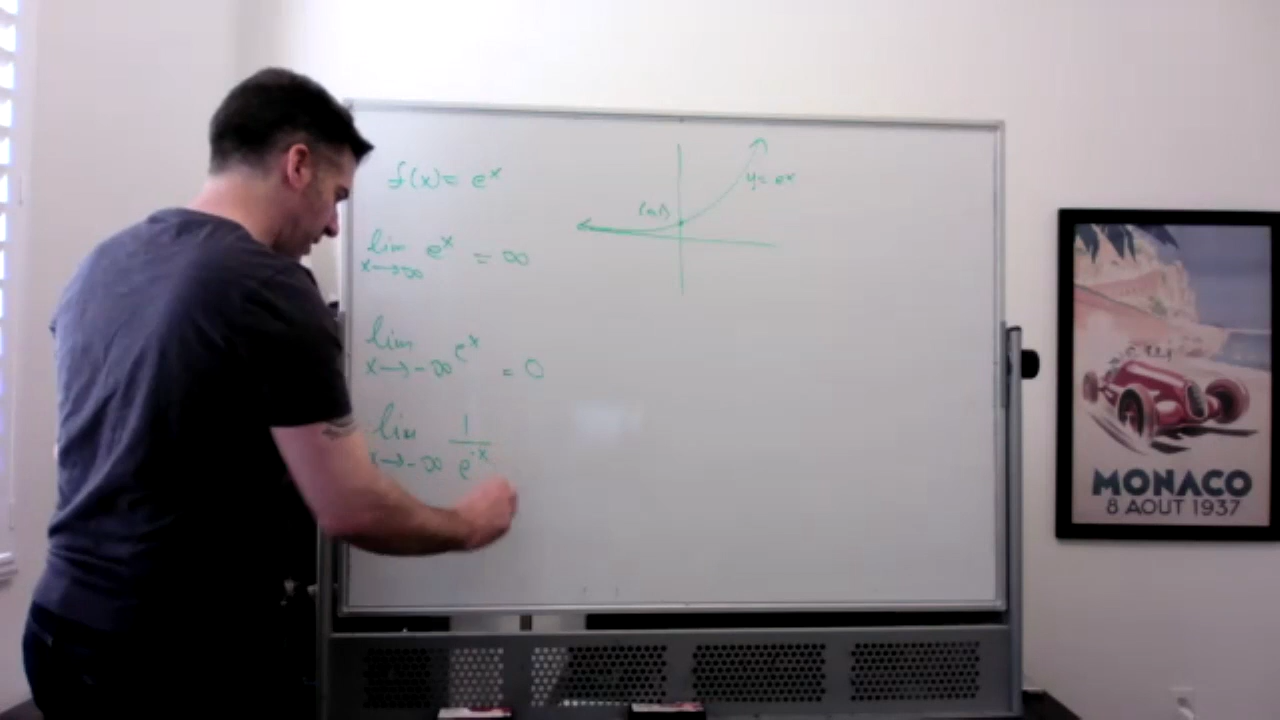 f(x) = e^x
lim e^x = ∞
x→∞
lim e^x = 0
x→-∞
lim 1/e^-x
x→-∞
(0,1)
y = e^x
MONACO
8 AOUT 1937